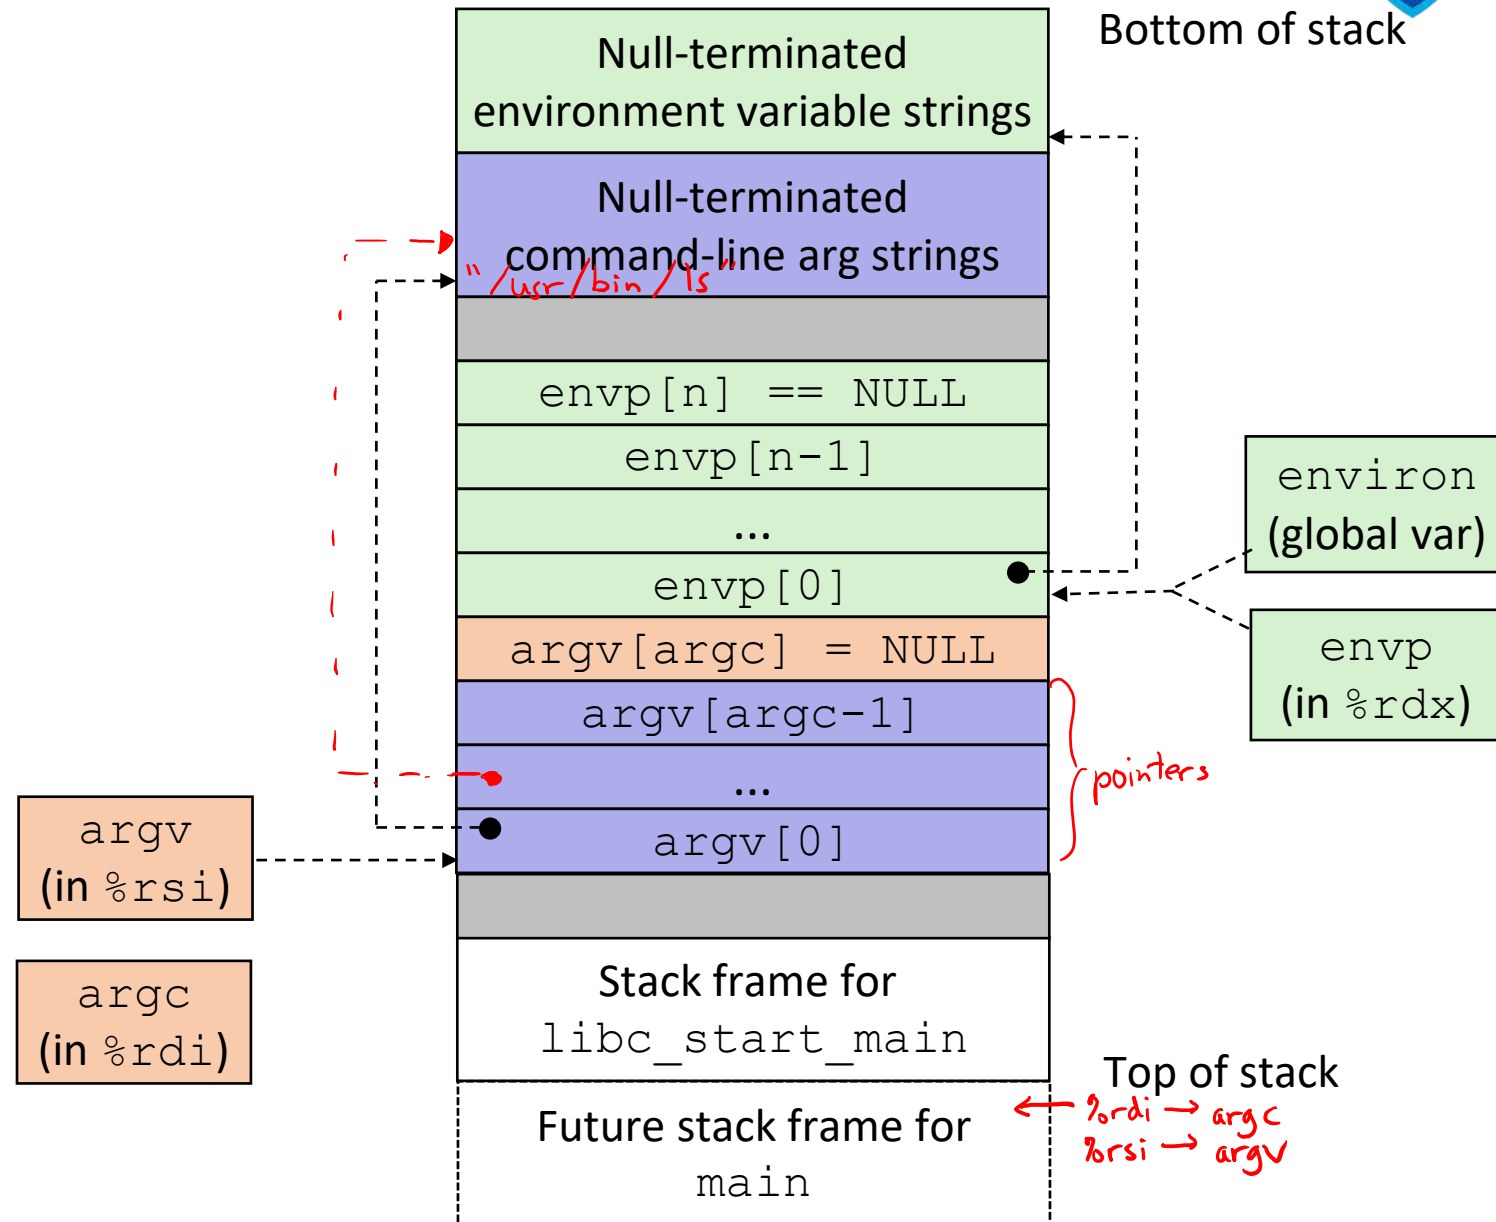 Bottom of stack
Null-terminated
environment variable strings
Null-terminated
command-line arg strings
"/usr/bin/ls"
envp[n] == NULL
envp[n-1]
...
envp[0]
environ
(global var)
envp
(in %rdx)
argv[argc] = NULL
argv[argc-1]
...
argv[0]
pointers
argv
(in %rsi)
argc
(in %rdi)
Stack frame for
libc_start_main
Top of stack
Future stack frame for
main
← %rdi → argc
%rsi → argv